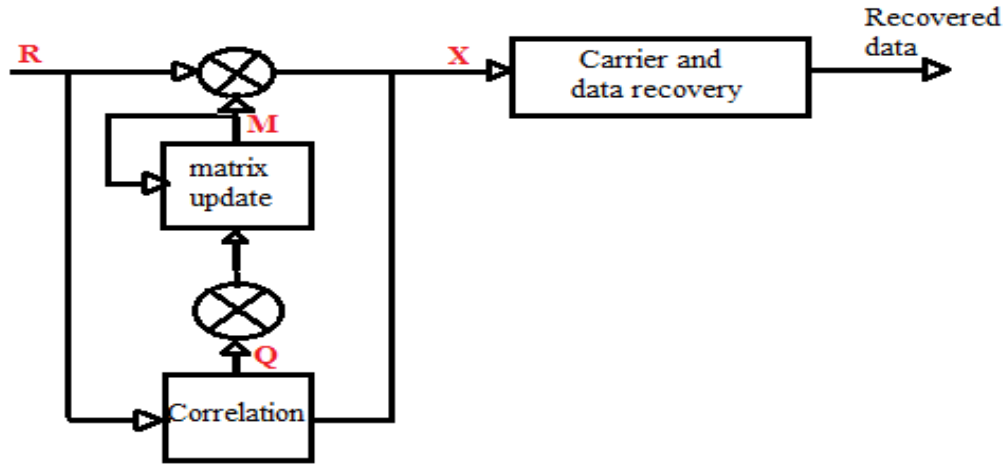 Recovered
data
R
X
Carrier and
data recovery
M
matrix
update
Q
Correlation